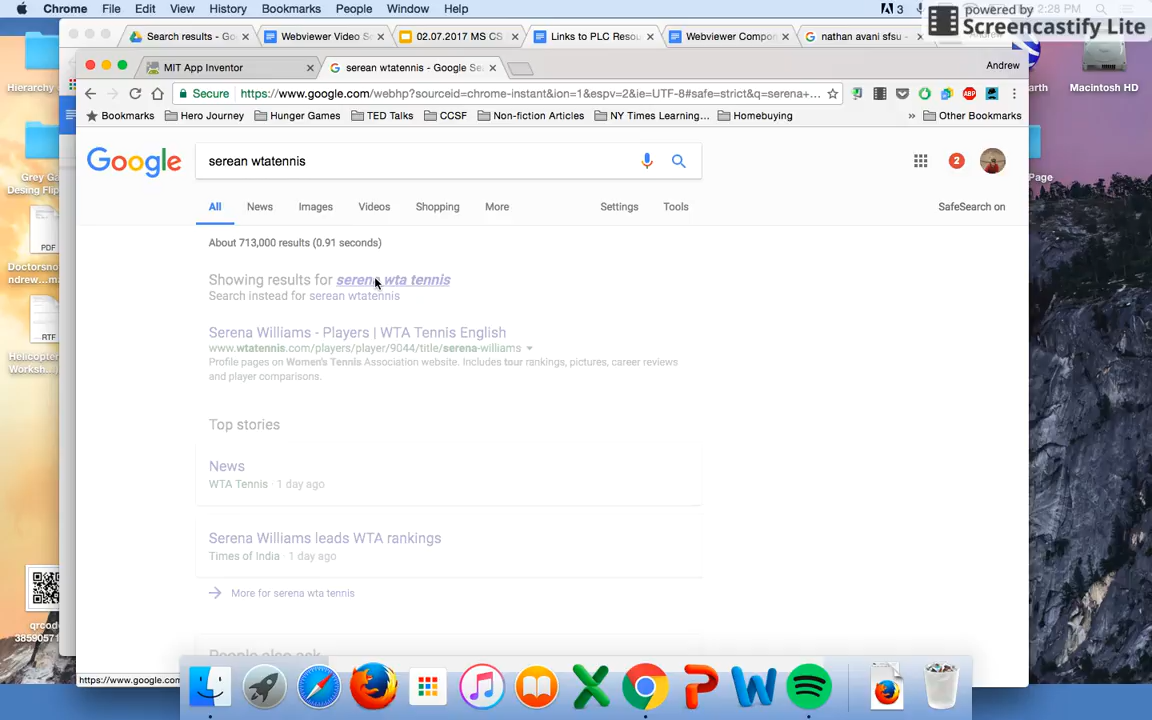 Chrome File Edit View History Bookmarks People Window Help 3 2:28 PM
powered by
Screencastify Lite
Search results - Go Webviewer Video Sc 02.07.2017 MS CS Links to PLC Resou Webviewer Compon nathan avani sfsu - Andrew
MIT App Inventor serean wtatennis - Google Se Andrew
Secure https://www.google.com/webhp?sourceid=chrome-instant&ion=1&espv=2&ie=UTF-8#safe=strict&q=serena+...
Bookmarks Hero Journey Hunger Games TED Talks CCSF Non-fiction Articles NY Times Learning... Homebuying » Other Bookmarks
Google serean wtatennis 2
All News Images Videos Shopping More Settings Tools SafeSearch on
About 713,000 results (0.91 seconds)
Showing results for serena wta tennis
Search instead for serean wtatennis
Serena Williams - Players | WTA Tennis English
www.wtatennis.com/players/player/9044/title/serena-williams
Profile pages on Women's Tennis Association website. Includes tour rankings, pictures, career reviews
and player comparisons.
Top stories
News
WTA Tennis · 1 day ago
Serena Williams leads WTA rankings
Times of India · 1 day ago
More for serena wta tennis
People also ask
https://www.google.com
Hierarchy
Grey Ga
Desing Flip
PDF
Doctorsno
ndrew...m
RTF
Helicopter
Worksh...
qrcod
38590571
arth
Macintosh HD
Page
ABP